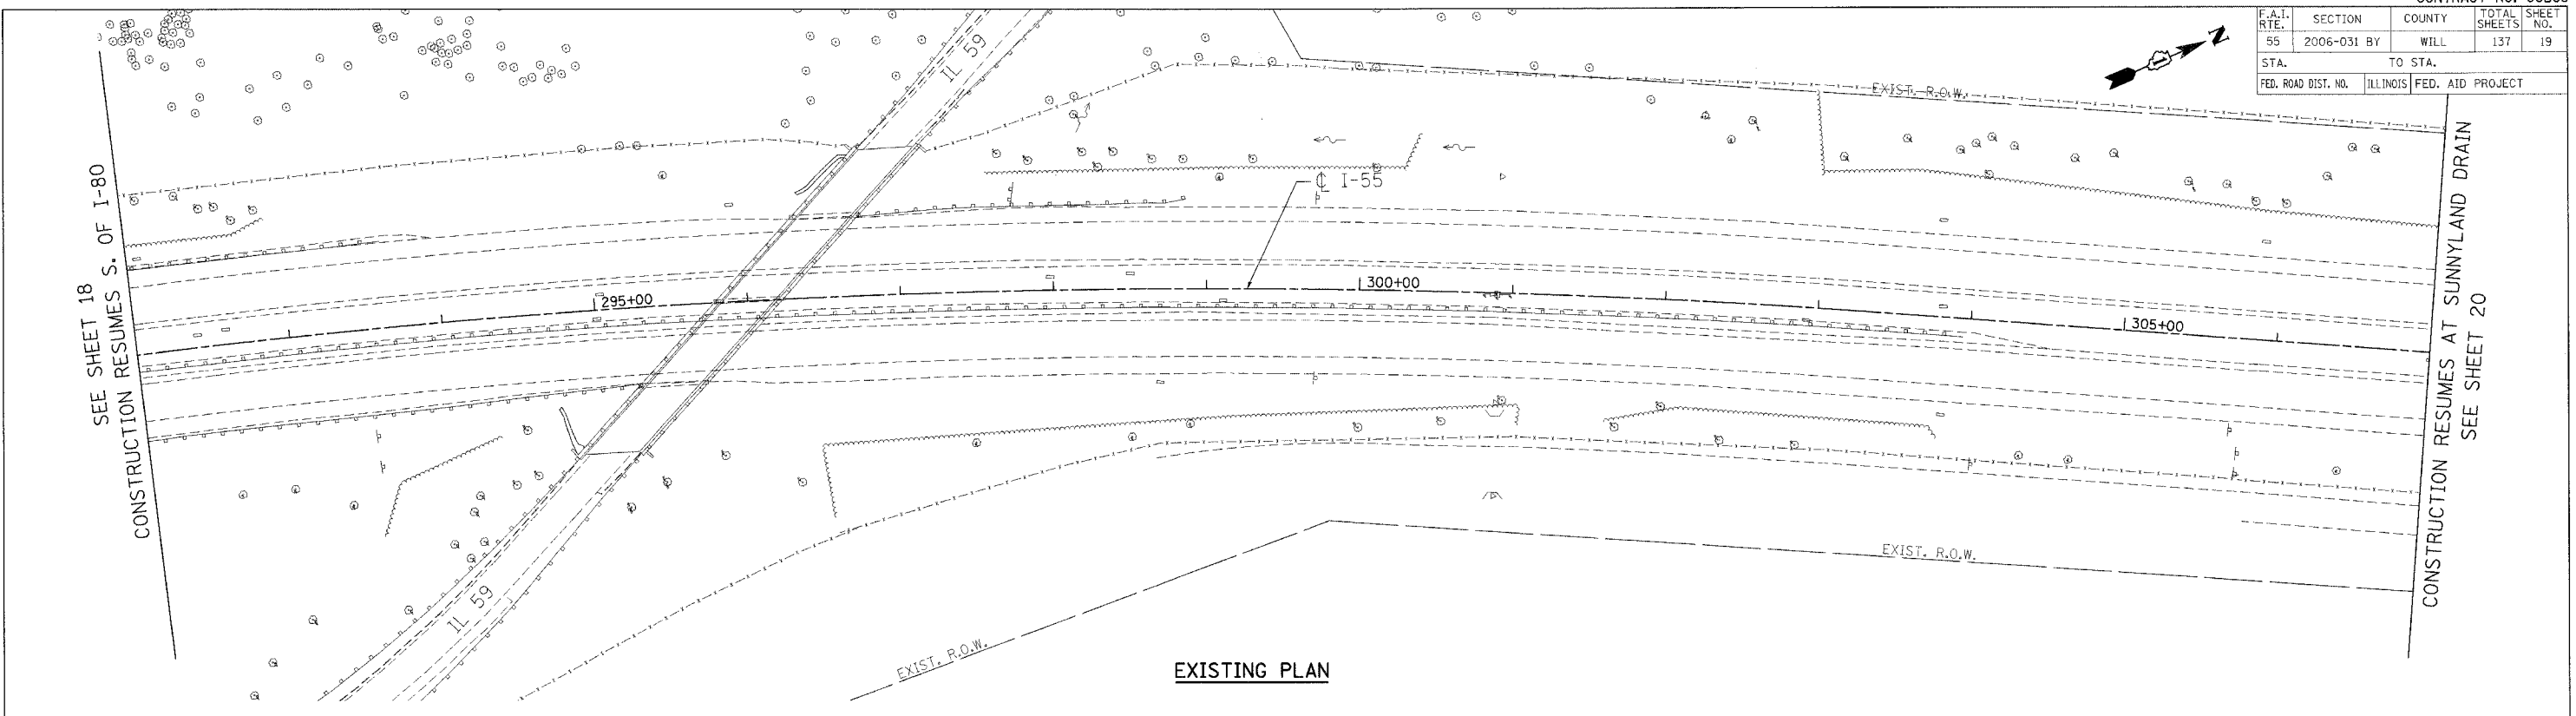 F.A.I. RTE. SECTION COUNTY TOTAL SHEETS SHEET NO.
55 2006-031 BY WILL 137 19
STA. TO STA.
FED. ROAD DIST. NO. ILLINOIS FED. AID PROJECT
N
IL 59
EXIST. R.O.W.
SEE SHEET 18
CONSTRUCTION RESUMES S. OF I-80
℄ I-55
295+00
300+00
305+00
CONSTRUCTION RESUMES AT SUNNYLAND DRAIN
SEE SHEET 20
EXIST. R.O.W.
IL 59
EXIST. R.O.W.
EXISTING PLAN